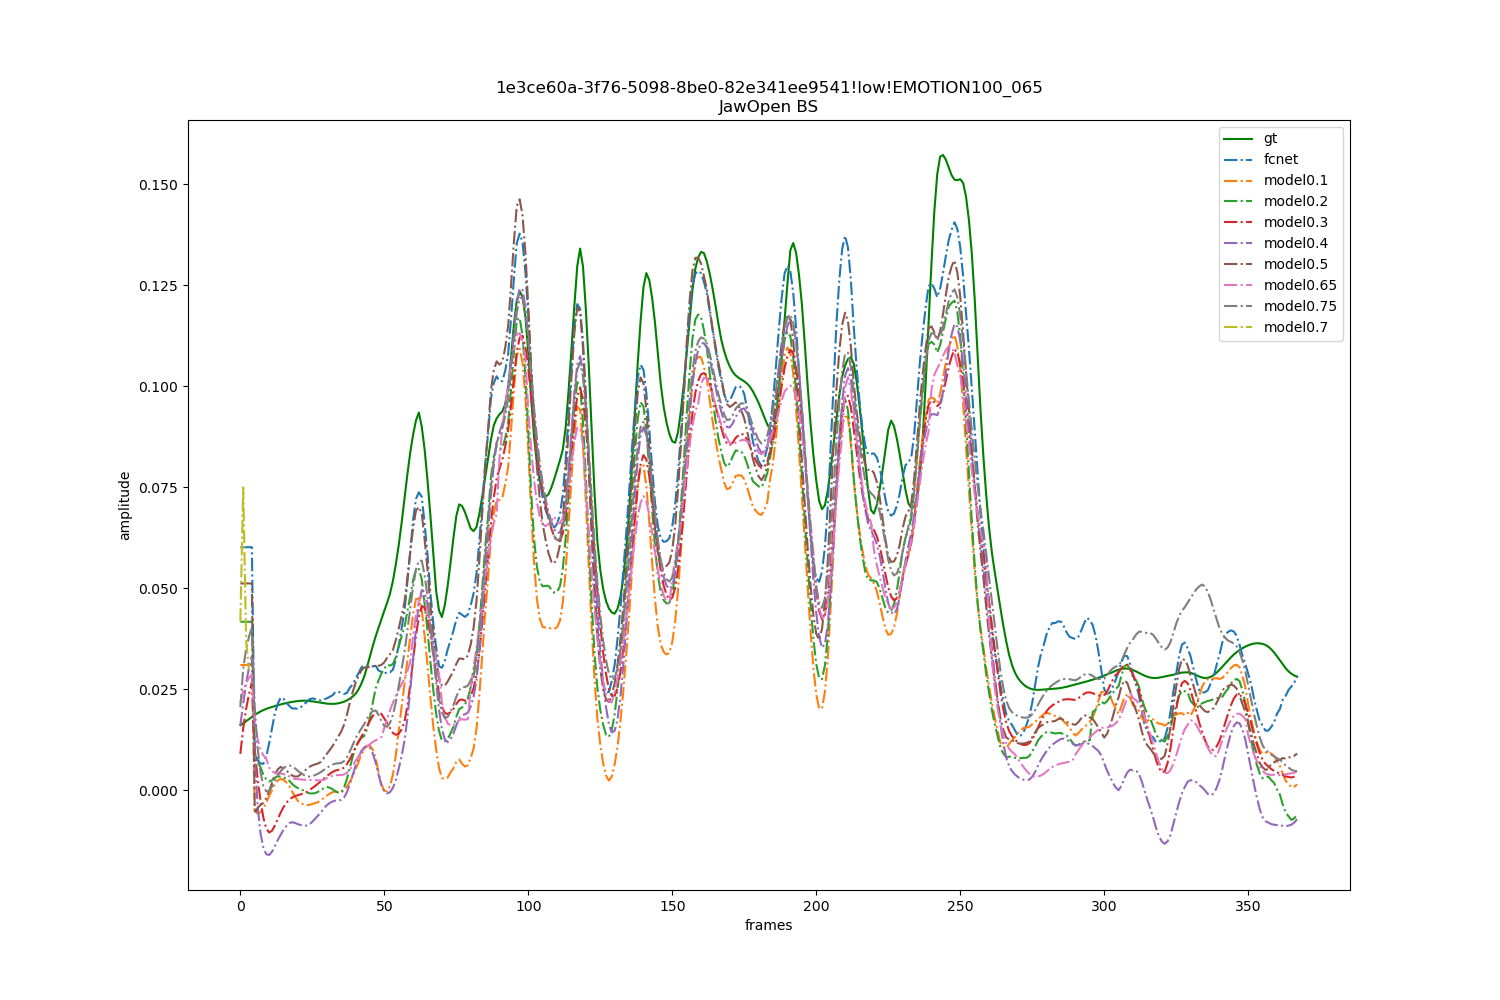 1e3ce60a-3f76-5098-8be0-82e341ee9541!low!EMOTION100_065
JawOpen BS
gt
fcnet
model0.1
model0.2
model0.3
model0.4
model0.5
model0.65
model0.75
model0.7
0.150
0.125
0.100
0.075
0.050
0.025
0.000
amplitude
0 50 100 150 200 250 300 350
frames